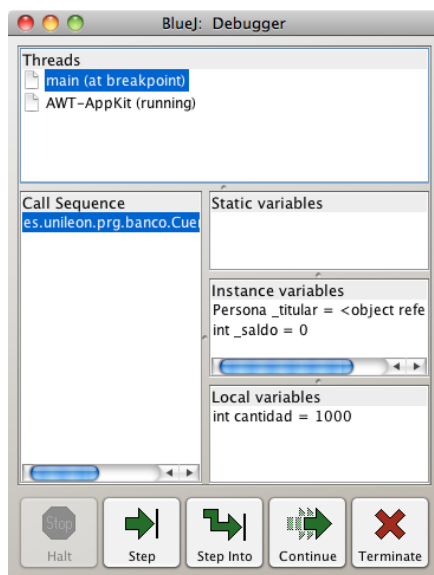 BlueJ: Debugger
Threads
main (at breakpoint)
AWT-AppKit (running)
Call Sequence
es.unileon.prg.banco.Cue
Static variables
Instance variables
Persona _titular = <object refe
int _saldo = 0
Local variables
int cantidad = 1000
Stop
Halt
Step
Step Into
Continue
Terminate